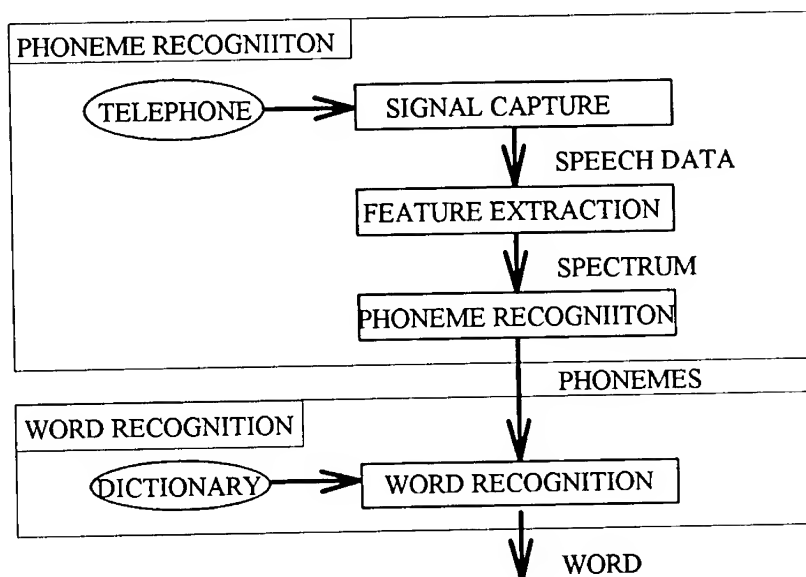 PHONEME RECOGNIITON
TELEPHONE
SIGNAL CAPTURE
SPEECH DATA
FEATURE EXTRACTION
SPECTRUM
PHONEME RECOGNIITON
PHONEMES
WORD RECOGNITION
DICTIONARY
WORD RECOGNITION
WORD